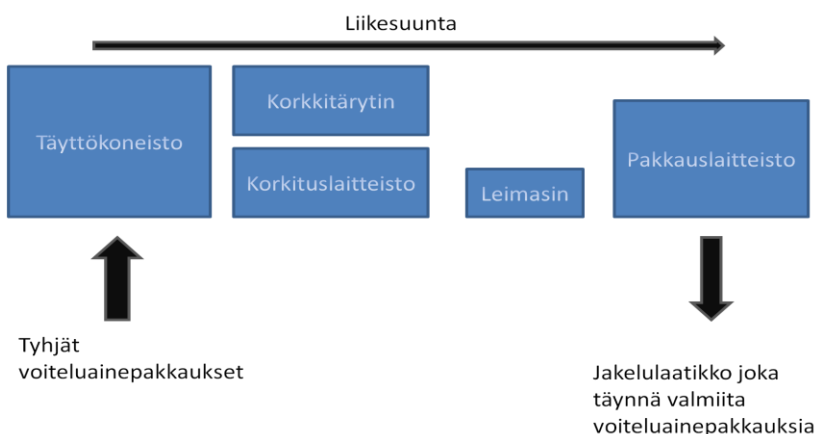 Liikesuunta
Täyttökoneisto
Korkkitärytin
Korkituslaitteisto
Leimasin
Pakkauslaitteisto
Tyhjät
voiteluainepakkaukset
Jakelulaatikko joka
täynnä valmiita
voiteluainepakkauksia